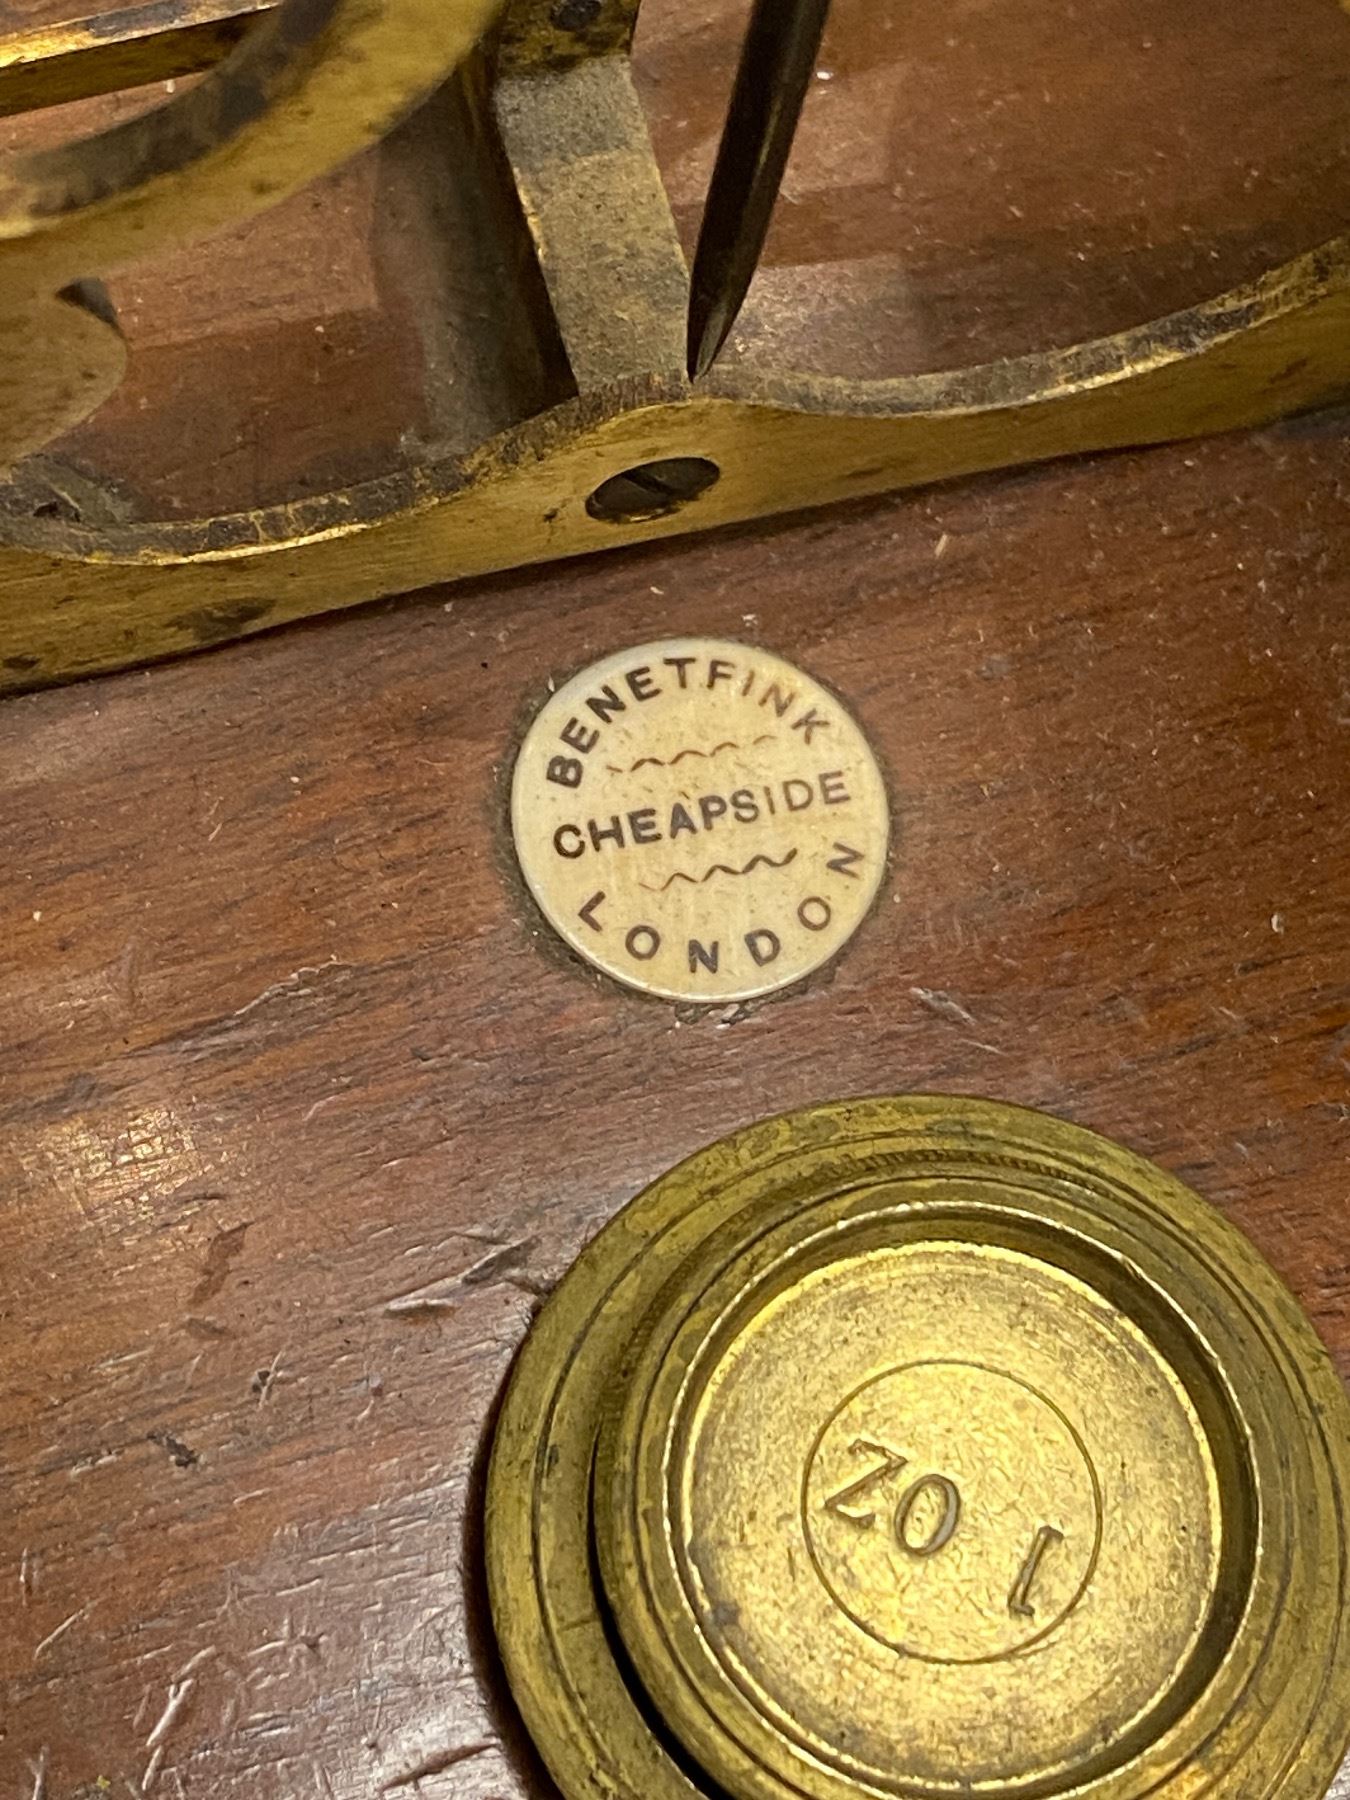 BENETFINK
CHEAPSIDE
LONDON
1 OZ